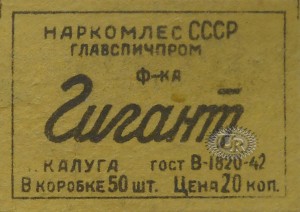 НАРКОМЛЕС СССР
ГЛАВСПИЧПРОМ
Ф-КА
Гигант
г. КАЛУГА ГОСТ В-1820-42
В КОРОБКЕ 50 ШТ. ЦЕНА 20 КОП.